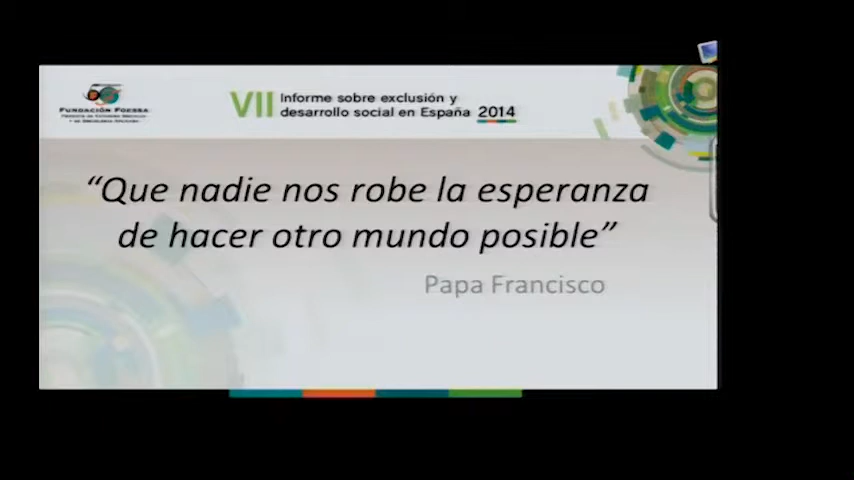 FUNDACIÓN FOESSA
VII Informe sobre exclusión y
desarrollo social en España 2014
“Que nadie nos robe la esperanza
de hacer otro mundo posible”
Papa Francisco